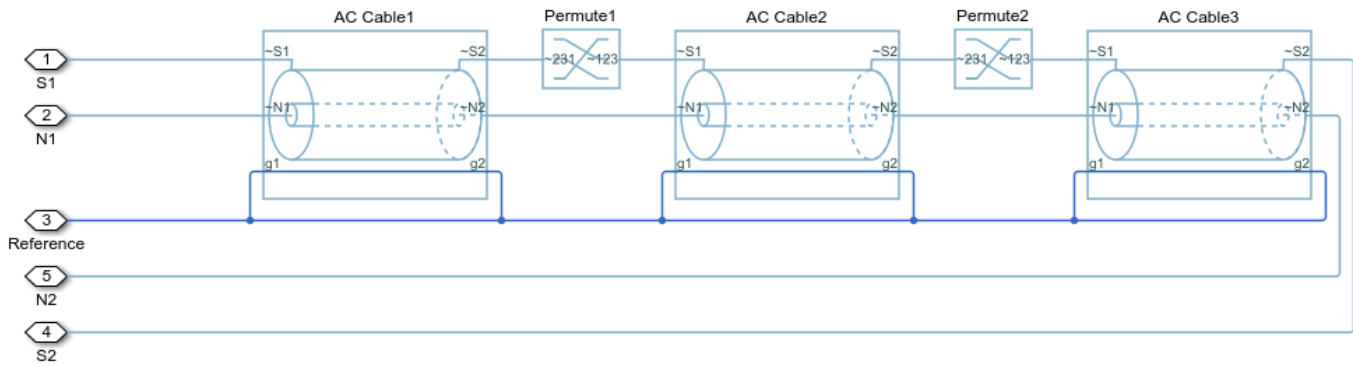 AC Cable1 Permute1 AC Cable2 Permute2 AC Cable3
~S1 ~S2 ~S1 ~S2 ~S1 ~S2
1 ~231 ~123 ~231 ~123
S1
~N1 ~N2 ~N1 ~N2 ~N1 ~N2
2
N1
g1 g2 g1 g2 g1 g2
3
Reference
5
N2
4
S2